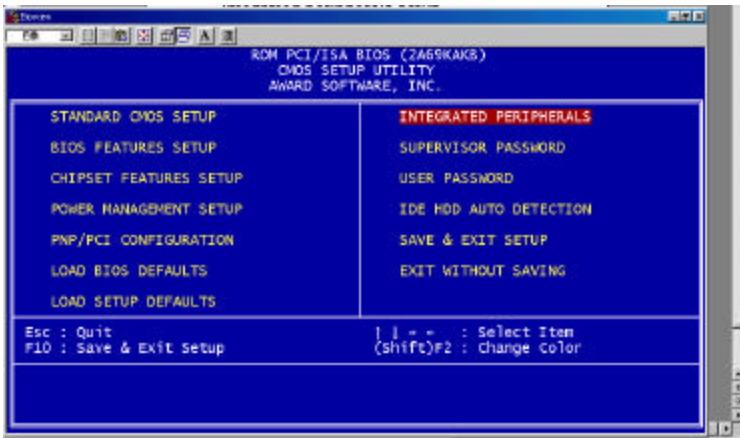 ROM PCI/ISA BIOS (2A69KAKB)
CMOS SETUP UTILITY
AWARD SOFTWARE, INC.
STANDARD CMOS SETUP
BIOS FEATURES SETUP
CHIPSET FEATURES SETUP
POWER MANAGEMENT SETUP
PNP/PCI CONFIGURATION
LOAD BIOS DEFAULTS
LOAD SETUP DEFAULTS
INTEGRATED PERIPHERALS
SUPERVISOR PASSWORD
USER PASSWORD
IDE HDD AUTO DETECTION
SAVE & EXIT SETUP
EXIT WITHOUT SAVING
Esc : Quit
F10 : Save & Exit Setup
: Select Item
(Shift)F2 : Change Color